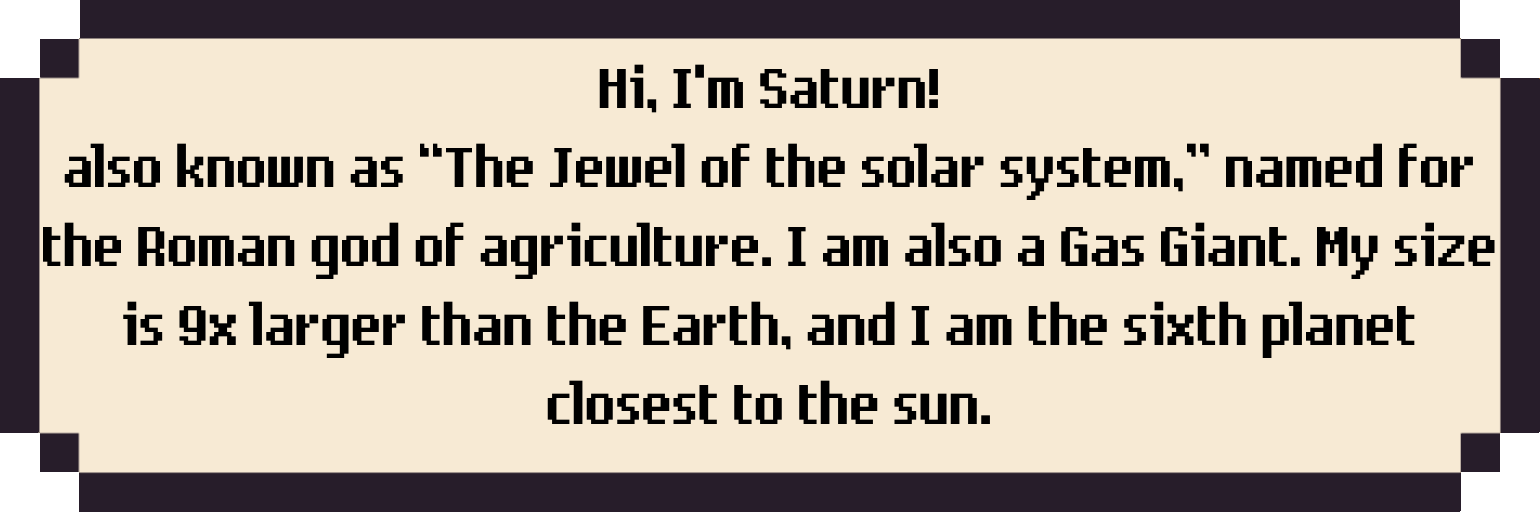 Hi, I'm Saturn!
also known as “The Jewel of the solar system,” named for
the Roman god of agriculture. I am also a Gas Giant. My size
is 9x larger than the Earth, and I am the sixth planet
closest to the sun.